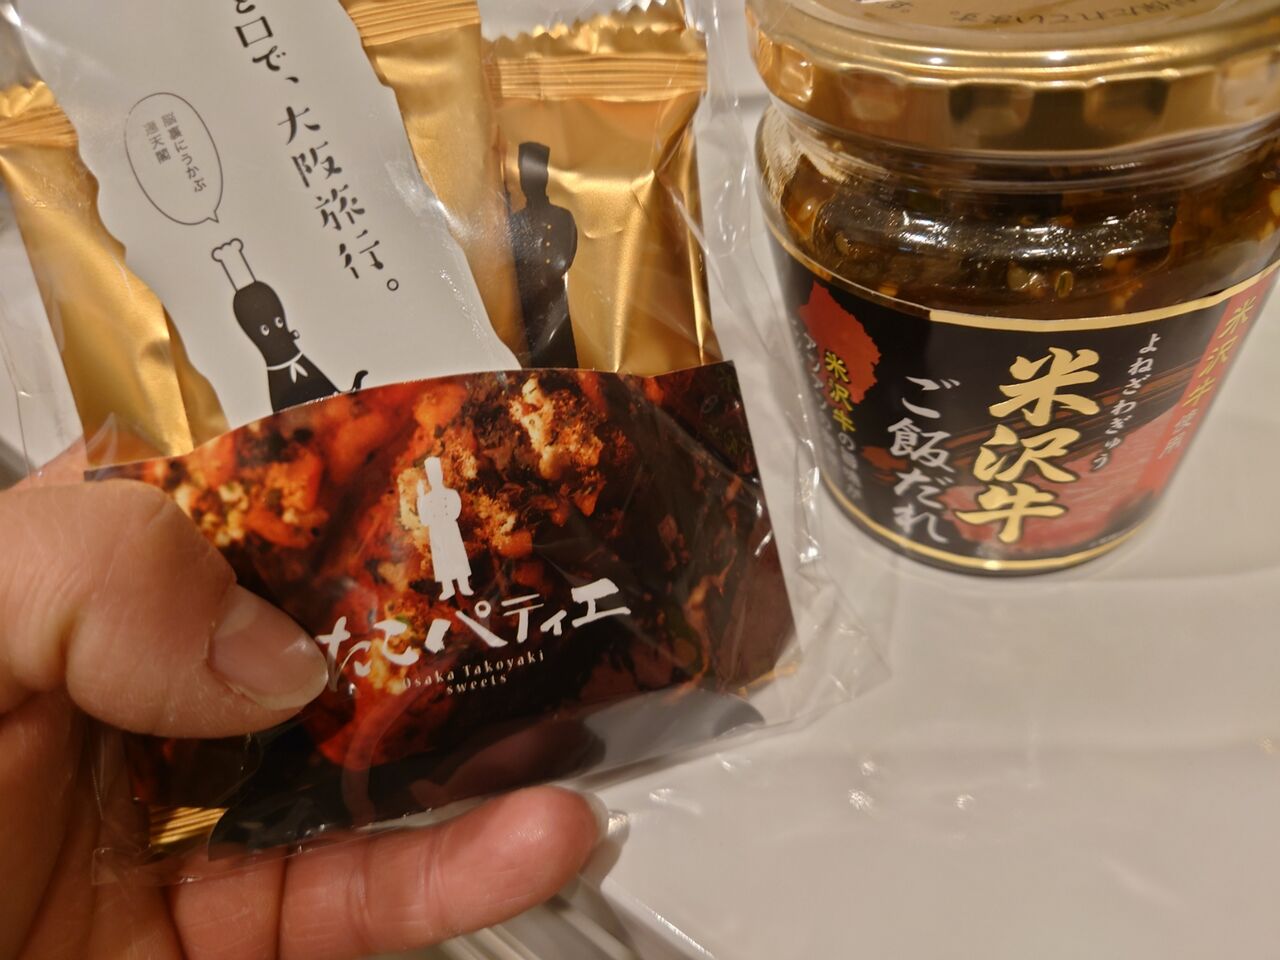 と口で、大阪旅行。
脳裏にうかぶ
通天閣
たこパティエ
Osaka Takoyaki
sweets
米沢牛使用
よねざわぎゅう
米沢牛
ご飯だれ
米沢牛の